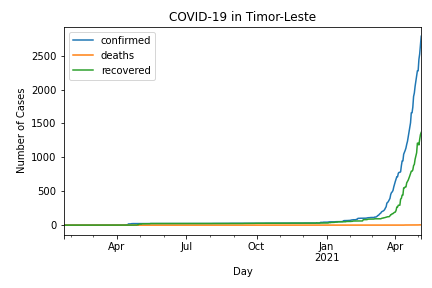 COVID-19 in Timor-Leste
confirmed
deaths
recovered
Number of Cases
2500
2000
1500
1000
500
0
Apr
Jul
Oct
Jan
2021
Apr
Day